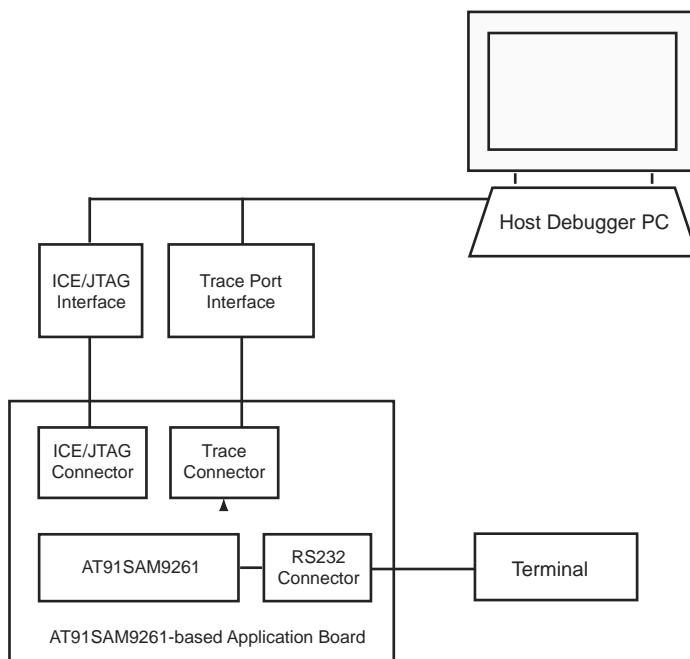 Host Debugger PC
ICE/JTAG
Interface
Trace Port
Interface
ICE/JTAG
Connector
Trace
Connector
AT91SAM9261
RS232
Connector
Terminal
AT91SAM9261-based Application Board